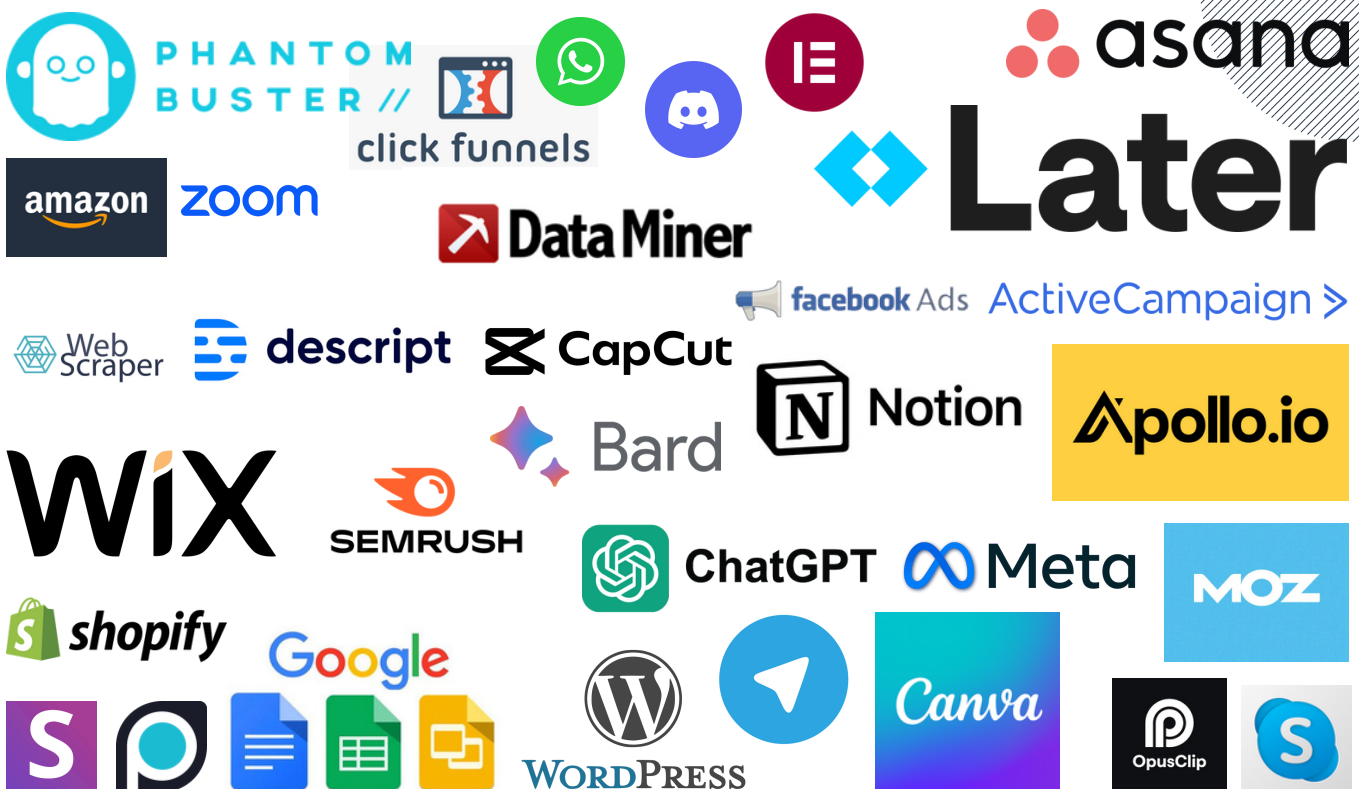 PHANTOM
BUSTER //
click funnels
asana
Later
amazon
zoom
Data Miner
facebook Ads
ActiveCampaign
Web
Scraper
descript
CapCut
N
Notion
Apollo.io
Bard
WiX
SEMRUSH
ChatGPT
Meta
MOZ
S
shopify
Google
W
WORDPRESS
Canva
S
OpusClip
S